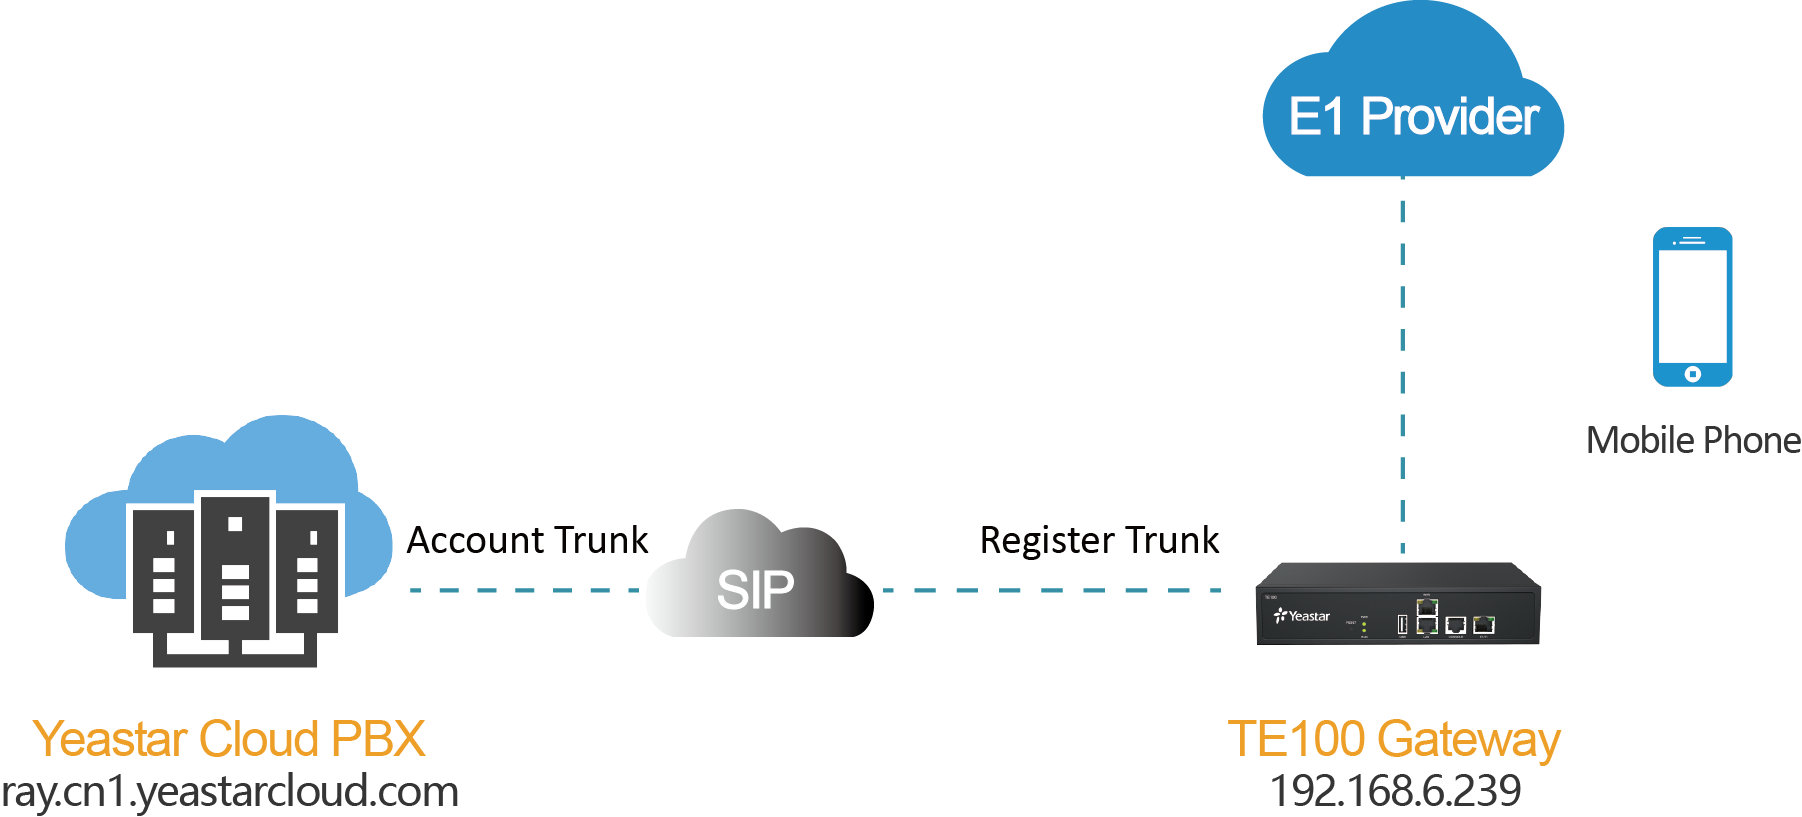 E1 Provider
Mobile Phone
Account Trunk
SIP
Register Trunk
TE100
Yeastar
Yeastar Cloud PBX
ray.cn1.yeastarcloud.com
TE100 Gateway
192.168.6.239